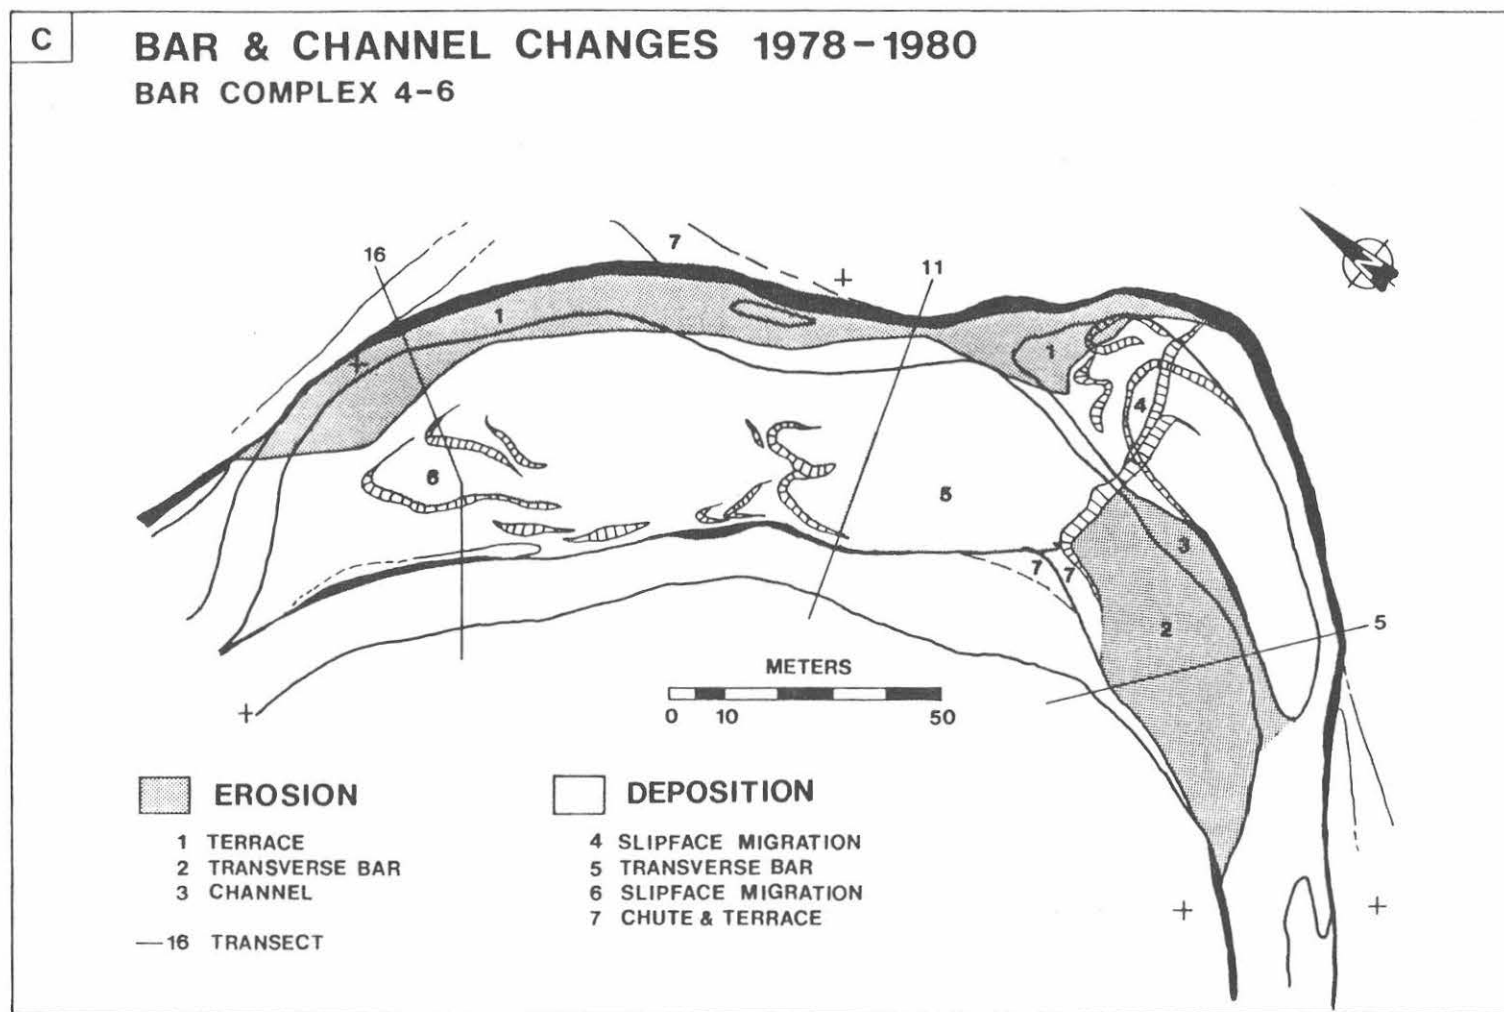 C
BAR & CHANNEL CHANGES 1978-1980
BAR COMPLEX 4-6
7
16
11
N
1
1
4
6
5
3
7
7
2
5
METERS
0 10 50
EROSION
1 TERRACE
2 TRANSVERSE BAR
3 CHANNEL
—16 TRANSECT
DEPOSITION
4 SLIPFACE MIGRATION
5 TRANSVERSE BAR
6 SLIPFACE MIGRATION
7 CHUTE & TERRACE